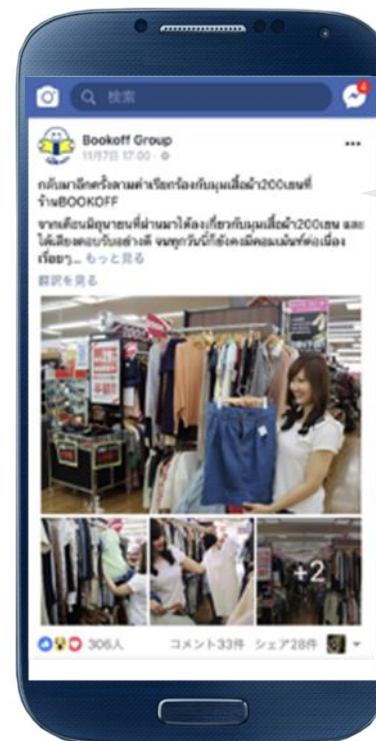 検索
4
Bookoff Group
11月7日 17:00
กลับมาอีกครั้งตามคำเรียกร้องกับมุมเสื้อผ้า200เยนที่
ร้านBOOKOFF
จากเดือนมิถุนายนที่ผ่านมาได้ลงเกี่ยวกับมุมเสื้อผ้า200เยน และ
ได้เสียงตอบรับอย่างดี จนทุกวันนี้ก็ยังคงมีคอมเม้นท์ต่อเนื่อง
เรื่อยๆ... もっと見る
翻訳を見る
半額
+2
306人 コメント33件 シェア28件